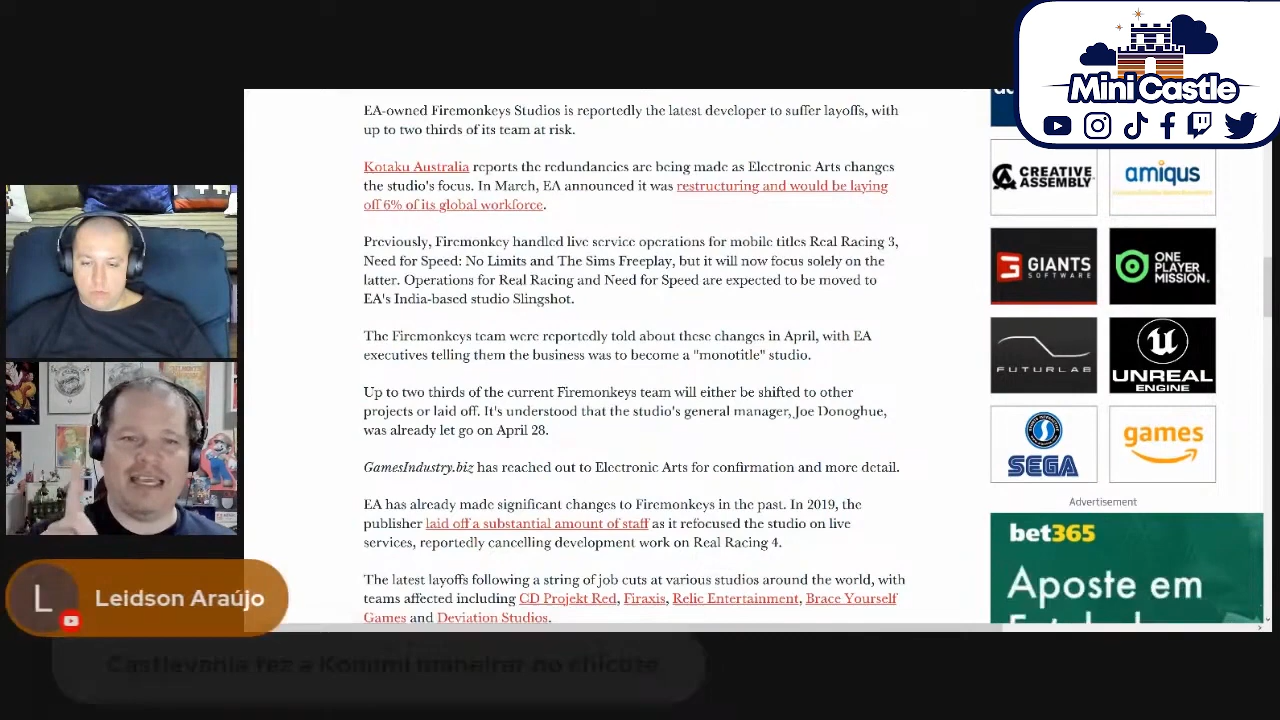 Mini Castle
EA-owned Firemonkeys Studios is reportedly the latest developer to suffer layoffs, with
up to two thirds of its team at risk.
Kotaku Australia reports the redundancies are being made as Electronic Arts changes
the studio's focus. In March, EA announced it was restructuring and would be laying
off 6% of its global workforce.
Previously, Firemonkey handled live service operations for mobile titles Real Racing 3,
Need for Speed: No Limits and The Sims Freeplay, but it will now focus solely on the
latter. Operations for Real Racing and Need for Speed are expected to be moved to
EA's India-based studio Slingshot.
The Firemonkeys team were reportedly told about these changes in April, with EA
executives telling them the business was to become a "monotitle" studio.
Up to two thirds of the current Firemonkeys team will either be shifted to other
projects or laid off. It's understood that the studio's general manager, Joe Donoghue,
was already let go on April 28.
GamesIndustry.biz has reached out to Electronic Arts for confirmation and more detail.
EA has already made significant changes to Firemonkeys in the past. In 2019, the
publisher laid off a substantial amount of staff as it refocused the studio on live
services, reportedly cancelling development work on Real Racing 4.
The latest layoffs following a string of job cuts at various studios around the world, with
teams affected including CD Projekt Red, Firaxis, Relic Entertainment, Brace Yourself
Games and Deviation Studios.
CREATIVE
ASSEMBLY
amiqus
GIANTS
SOFTWARE
ONE
PLAYER
MISSION.
FUTURLAB
UNREAL
ENGINE
SEGA
games
Advertisement
bet365
Aposte em
L
Leidson Araújo
Castlevania fez a Konami maneirar no chicote